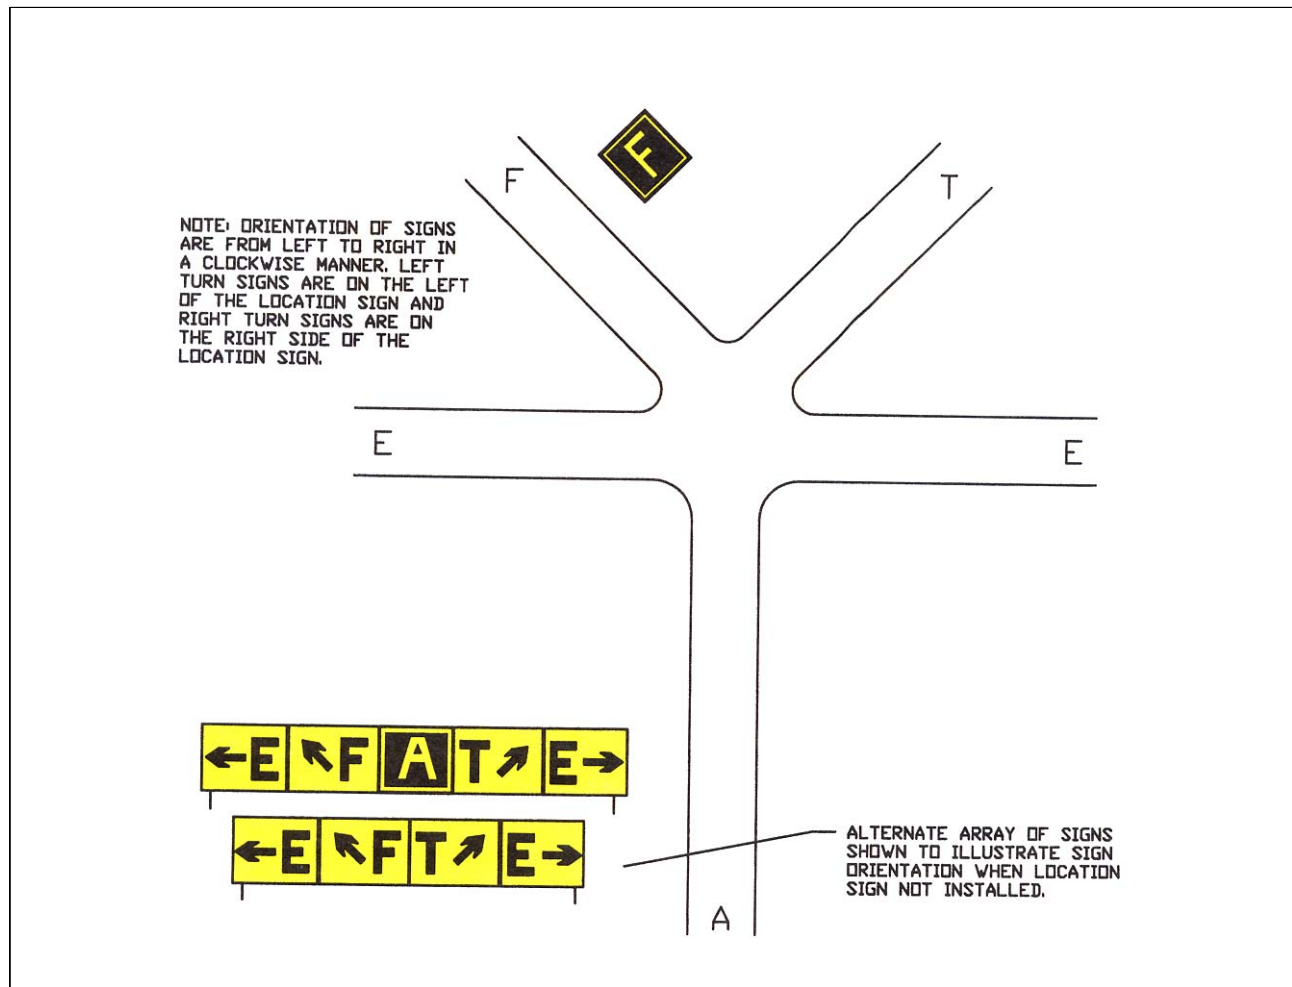 F
F
T
NOTE: ORIENTATION OF SIGNS
ARE FROM LEFT TO RIGHT IN
A CLOCKWISE MANNER. LEFT
TURN SIGNS ARE ON THE LEFT
OF THE LOCATION SIGN AND
RIGHT TURN SIGNS ARE ON
THE RIGHT SIDE OF THE
LOCATION SIGN.
E
E
←E ↖F A T↗ E→
←E ↖F T↗ E→
ALTERNATE ARRAY OF SIGNS
SHOWN TO ILLUSTRATE SIGN
ORIENTATION WHEN LOCATION
SIGN NOT INSTALLED.
A